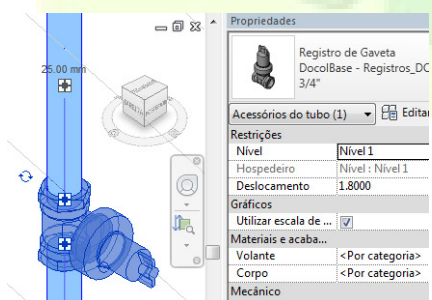 Propriedades
25.00 mm
Registro de Gaveta
DocolBase - Registros_DC
3/4"
Acessórios do tubo (1)
Editar
Restrições
Nível
Nível 1
Hospedeiro
Nível : Nível 1
Deslocamento
1.8000
Gráficos
Utilizar escala de ...
Materiais e acaba...
Volante
<Por categoria>
Corpo
<Por categoria>
Mecânico